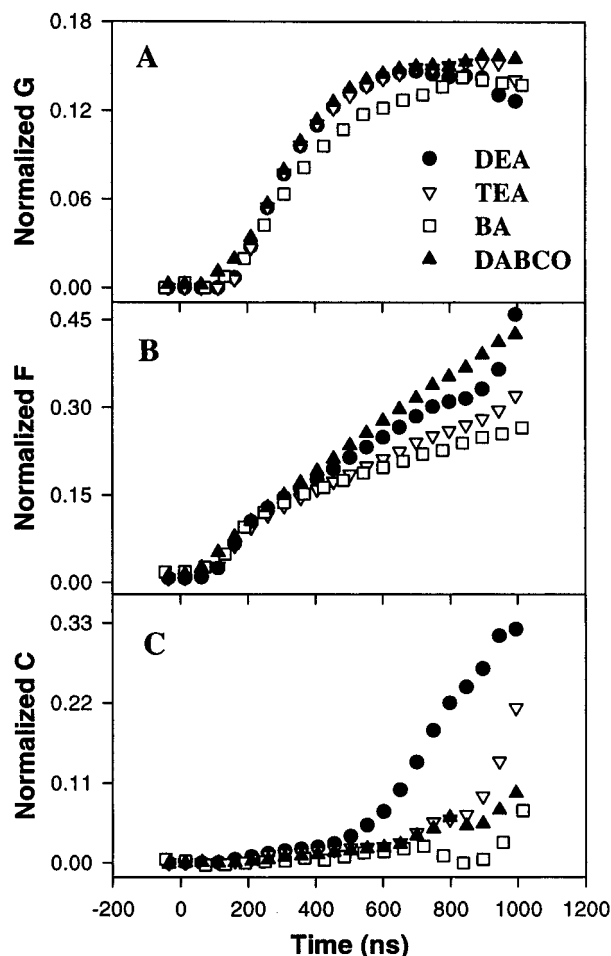 0.18
A
0.12
0.06
0.00
Normalized G
DEA
TEA
BA
DABCO
0.45
B
0.30
0.15
0.00
Normalized F
0.33
C
0.22
0.11
0.00
Normalized C
-200 0 200 400 600 800 1000 1200
Time (ns)